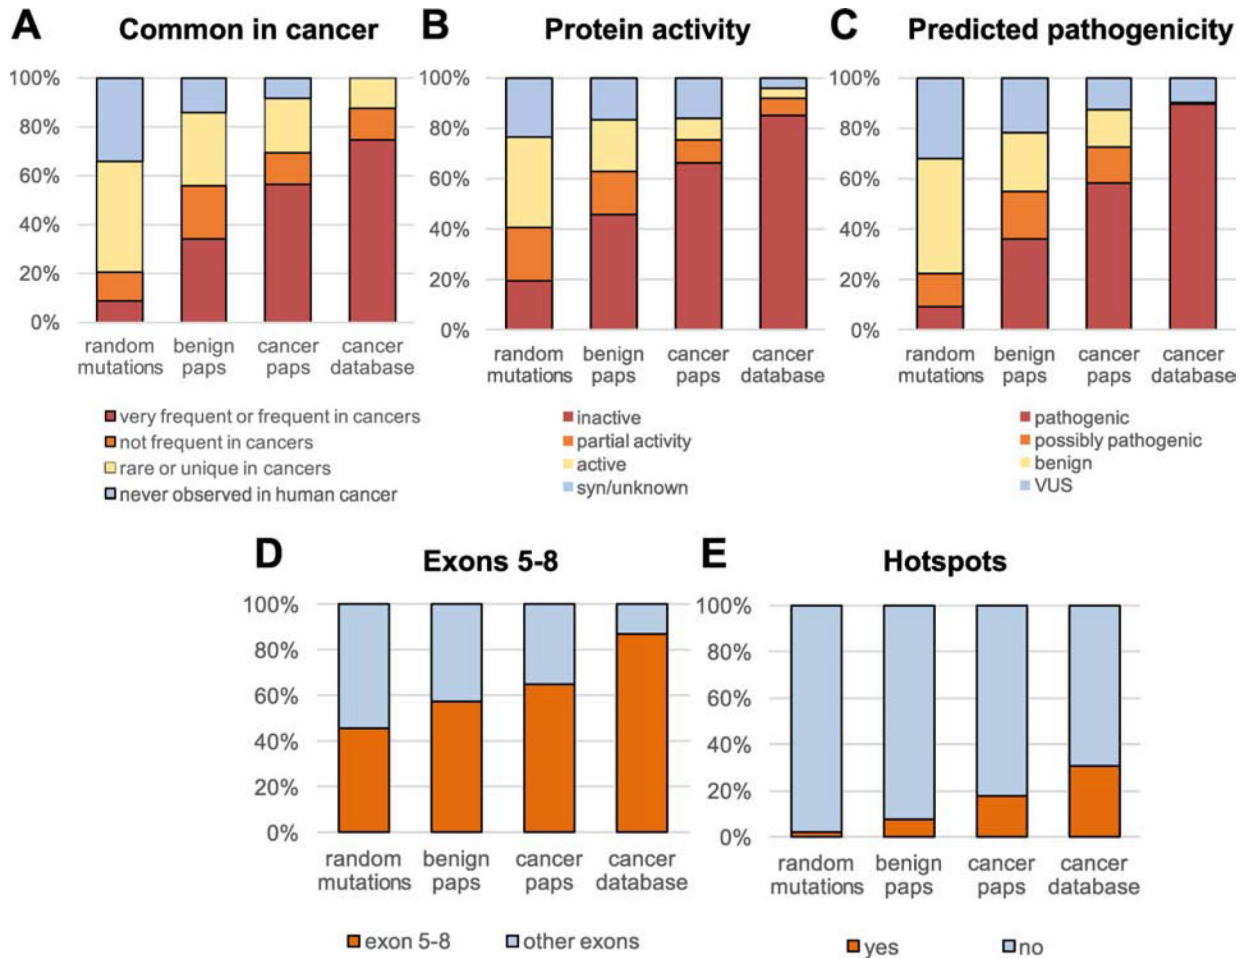 A Common in cancer
100%
80%
60%
40%
20%
0%
random mutations
benign paps
cancer paps
cancer database
very frequent or frequent in cancers
not frequent in cancers
rare or unique in cancers
never observed in human cancer
B Protein activity
100%
80%
60%
40%
20%
0%
random mutations
benign paps
cancer paps
cancer database
inactive
partial activity
active
syn/unknown
C Predicted pathogenicity
100%
80%
60%
40%
20%
0%
random mutations
benign paps
cancer paps
cancer database
pathogenic
possibly pathogenic
benign
VUS
D Exons 5-8
100%
80%
60%
40%
20%
0%
random mutations
benign paps
cancer paps
cancer database
exon 5-8
other exons
E Hotspots
100%
80%
60%
40%
20%
0%
random mutations
benign paps
cancer paps
cancer database
yes
no